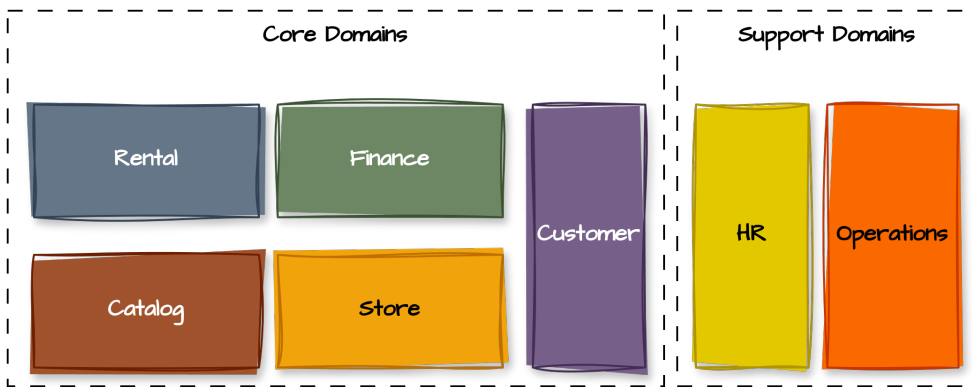 Core Domains
Support Domains
Rental
Finance
Customer
HR
Operations
Catalog
Store